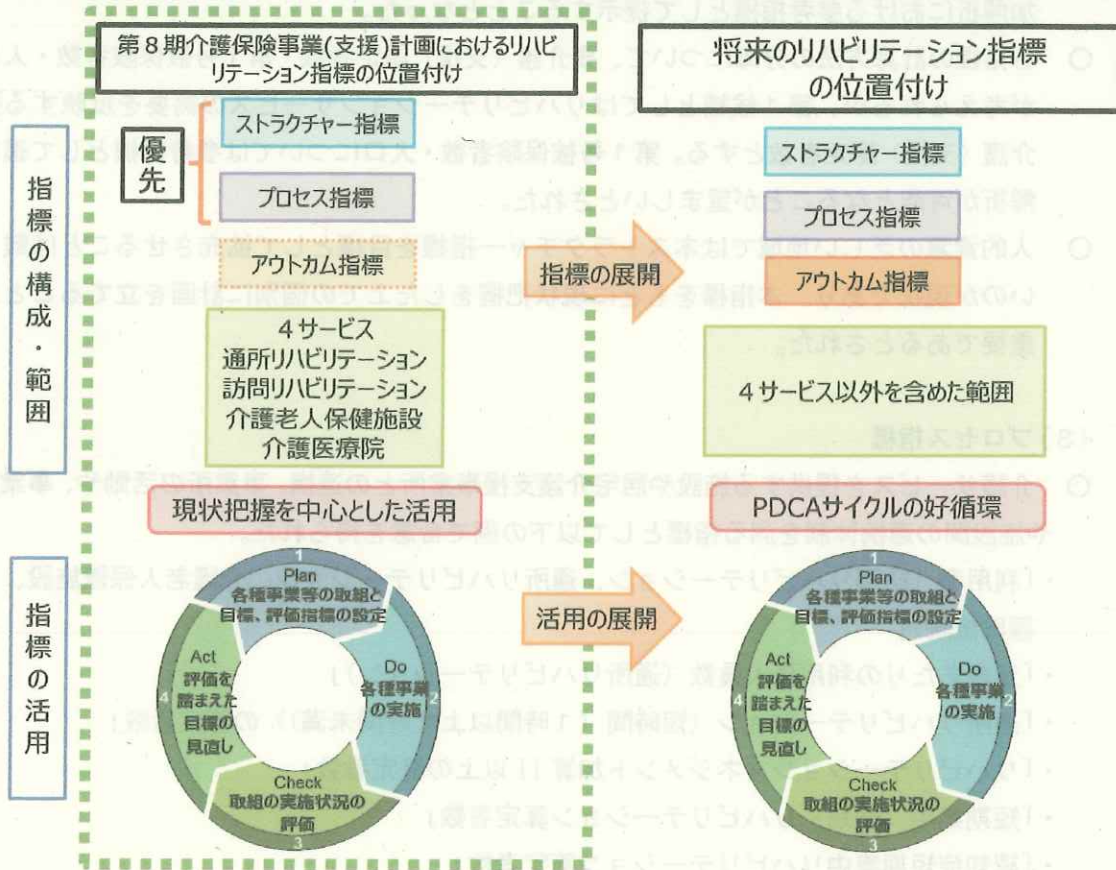 第8期介護保険事業(支援)計画におけるリハビ
リテーション指標の位置付け
将来のリハビリテーション指標
の位置付け
指標の構成・範囲
優先
ストラクチャー指標
プロセス指標
アウトカム指標
4サービス
通所リハビリテーション
訪問リハビリテーション
介護老人保健施設
介護医療院
指標の展開
ストラクチャー指標
プロセス指標
アウトカム指標
4サービス以外を含めた範囲
指標の活用
現状把握を中心とした活用
1
Plan
各種事業等の取組と
目標、評価指標の設定
Do
各種事業
の実施
2
Check
取組の実施状況の
評価
3
Act
評価を
踏まえた
目標の
見直し
4
活用の展開
PDCAサイクルの好循環
1
Plan
各種事業等の取組と
目標、評価指標の設定
Do
各種事業
の実施
2
Check
取組の実施状況の
評価
3
Act
評価を
踏まえた
目標の
見直し
4